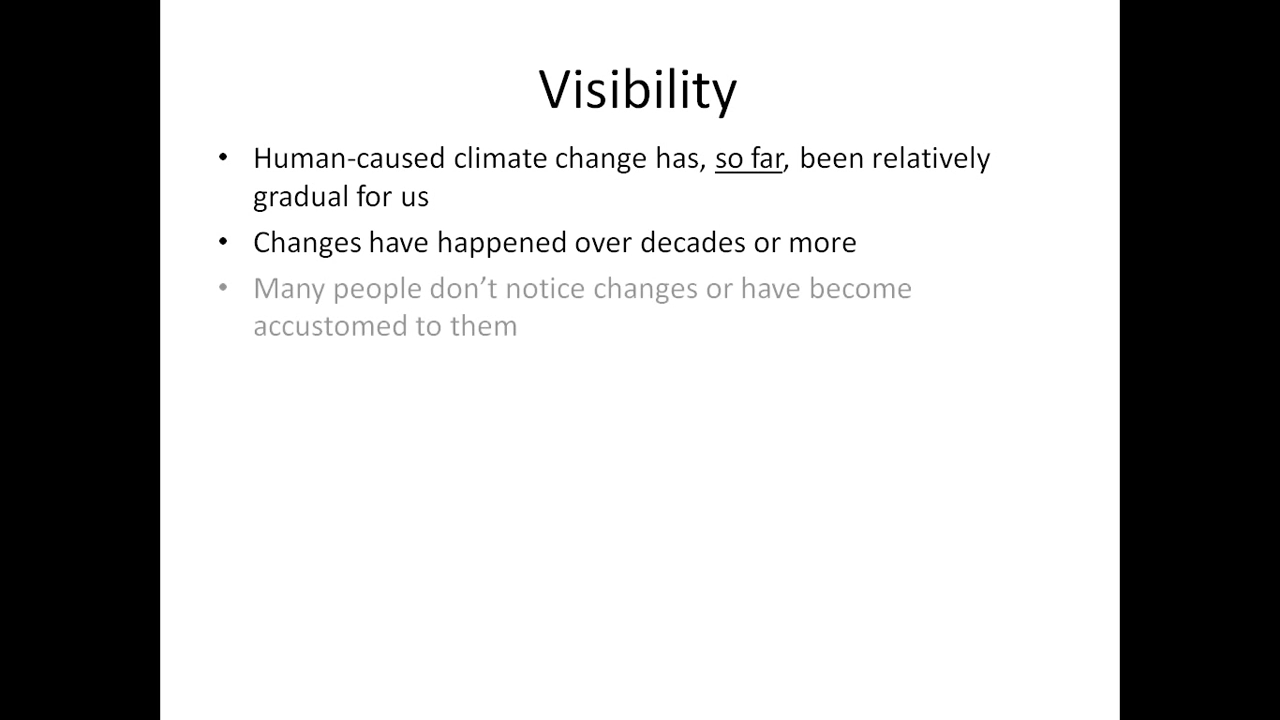 Visibility
• Human-caused climate change has, so far, been relatively
gradual for us
• Changes have happened over decades or more
• Many people don’t notice changes or have become
accustomed to them